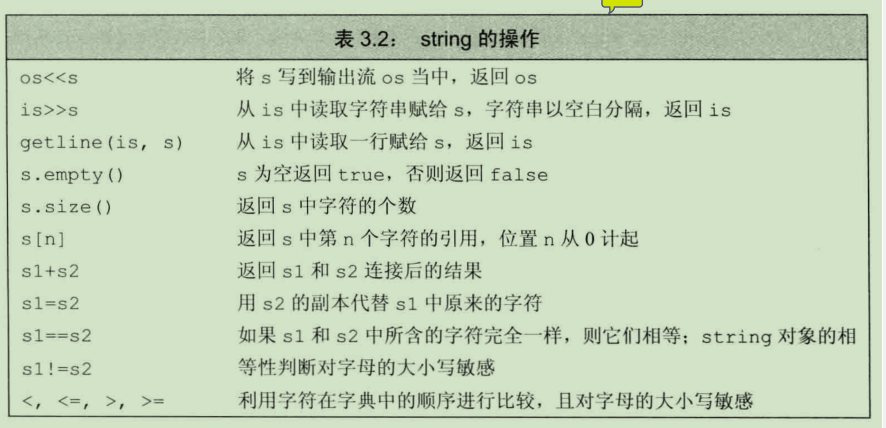 表 3.2： string 的操作
os<<s 将 s 写到输出流 os 当中，返回 os
is>>s 从 is 中读取字符串赋给 s，字符串以空白分隔，返回 is
getline(is, s) 从 is 中读取一行赋给 s，返回 is
s.empty() s 为空返回 true，否则返回 false
s.size() 返回 s 中字符的个数
s[n] 返回 s 中第 n 个字符的引用，位置 n 从 0 计起
s1+s2 返回 s1 和 s2 连接后的结果
s1=s2 用 s2 的副本代替 s1 中原来的字符
s1==s2 如果 s1 和 s2 中所含的字符完全一样，则它们相等；string 对象的相
s1!=s2 等性判断对字母的大小写敏感
<, <=, >, >= 利用字符在字典中的顺序进行比较，且对字母的大小写敏感